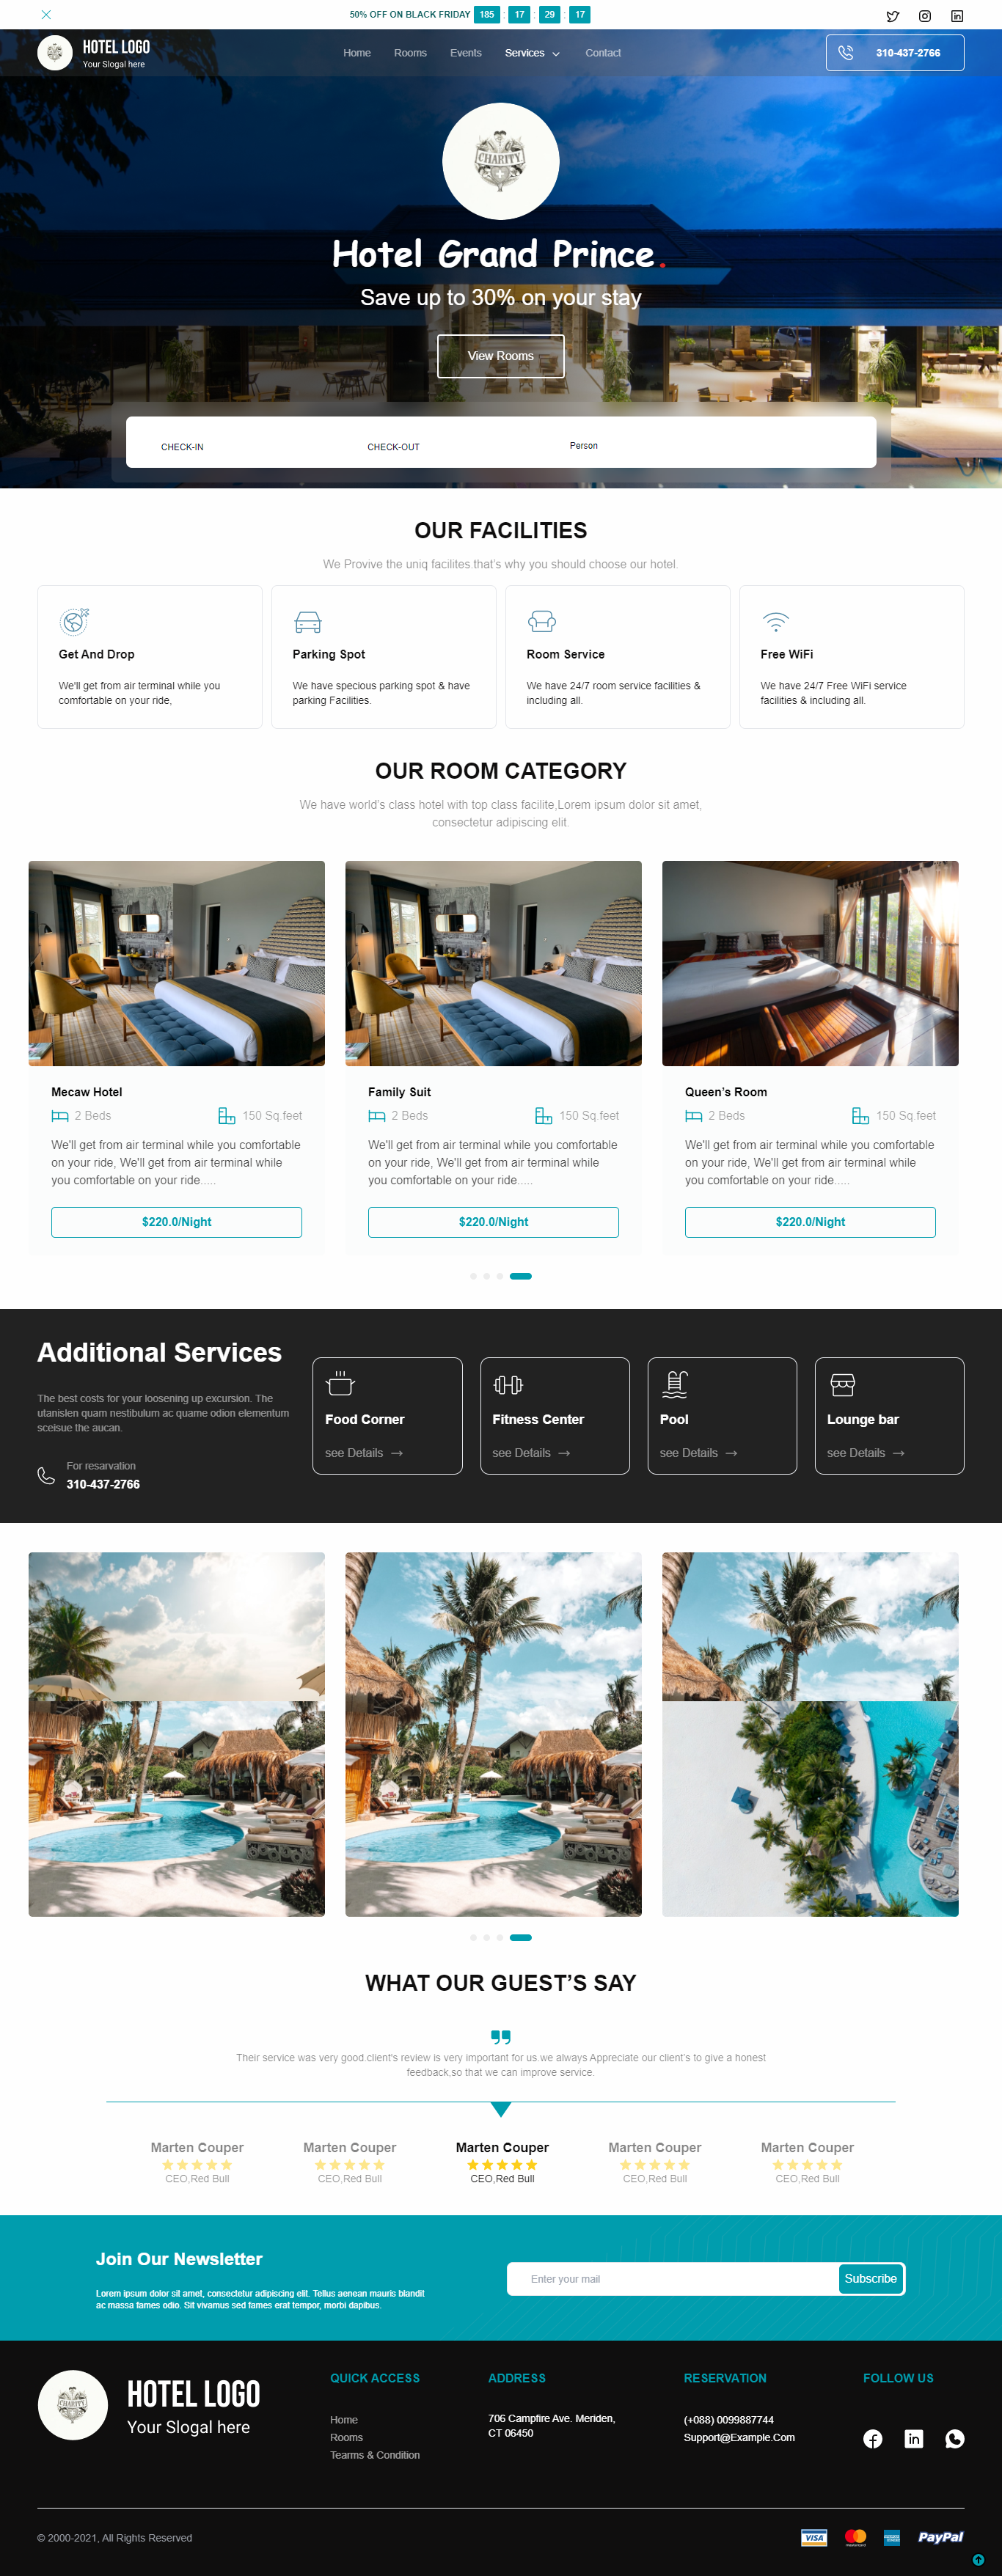 50% OFF ON BLACK FRIDAY 185 : 17 : 29 : 17
HOTEL LOGO
Your Slogal here
Home Rooms Events Services Contact
310-437-2766
CHARITY
Hotel Grand Prince.
Save up to 30% on your stay
View Rooms
CHECK-IN CHECK-OUT Person
OUR FACILITIES
We Provive the uniq facilites.that's why you should choose our hotel.
Get And Drop
We'll get from air terminal while you
comfortable on your ride,
Parking Spot
We have specious parking spot & have
parking Facilities.
Room Service
We have 24/7 room service facilities &
including all.
Free WiFi
We have 24/7 Free WiFi service
facilities & including all.
OUR ROOM CATEGORY
We have world's class hotel with top class facilite,Lorem ipsum dolor sit amet,
consectetur adipiscing elit.
Mecaw Hotel
2 Beds 150 Sq.feet
We'll get from air terminal while you comfortable
on your ride, We'll get from air terminal while
you comfortable on your ride.....
$220.0/Night
Family Suit
2 Beds 150 Sq.feet
We'll get from air terminal while you comfortable
on your ride, We'll get from air terminal while
you comfortable on your ride.....
$220.0/Night
Queen's Room
2 Beds 150 Sq.feet
We'll get from air terminal while you comfortable
on your ride, We'll get from air terminal while
you comfortable on your ride.....
$220.0/Night
Additional Services
The best costs for your loosening up excursion. The
utanislen quam nestibulum ac quame odion elementum
sceisue the aucan.
For resarvation
310-437-2766
Food Corner
see Details
Fitness Center
see Details
Pool
see Details
Lounge bar
see Details
WHAT OUR GUEST'S SAY
Their service was very good.client's review is very important for us.we always Appreciate our client's to give a honest
feedback,so that we can improve service.
Marten Couper Marten Couper Marten Couper Marten Couper Marten Couper
CEO,Red Bull CEO,Red Bull CEO,Red Bull CEO,Red Bull CEO,Red Bull
Join Our Newsletter
Lorem ipsum dolor sit amet, consectetur adipiscing elit. Tellus aenean mauris blandit
ac massa fames odio. Sit vivamus sed fames erat tempor, morbi dapibus.
Enter your mail
Subscribe
CHARITY
HOTEL LOGO
Your Slogal here
QUICK ACCESS
Home
Rooms
Tearms & Condition
ADDRESS
706 Campfire Ave. Meriden,
CT 06450
RESERVATION
(+088) 0099887744
Support@Example.Com
FOLLOW US
© 2000-2021, All Rights Reserved
VISA
PayPal